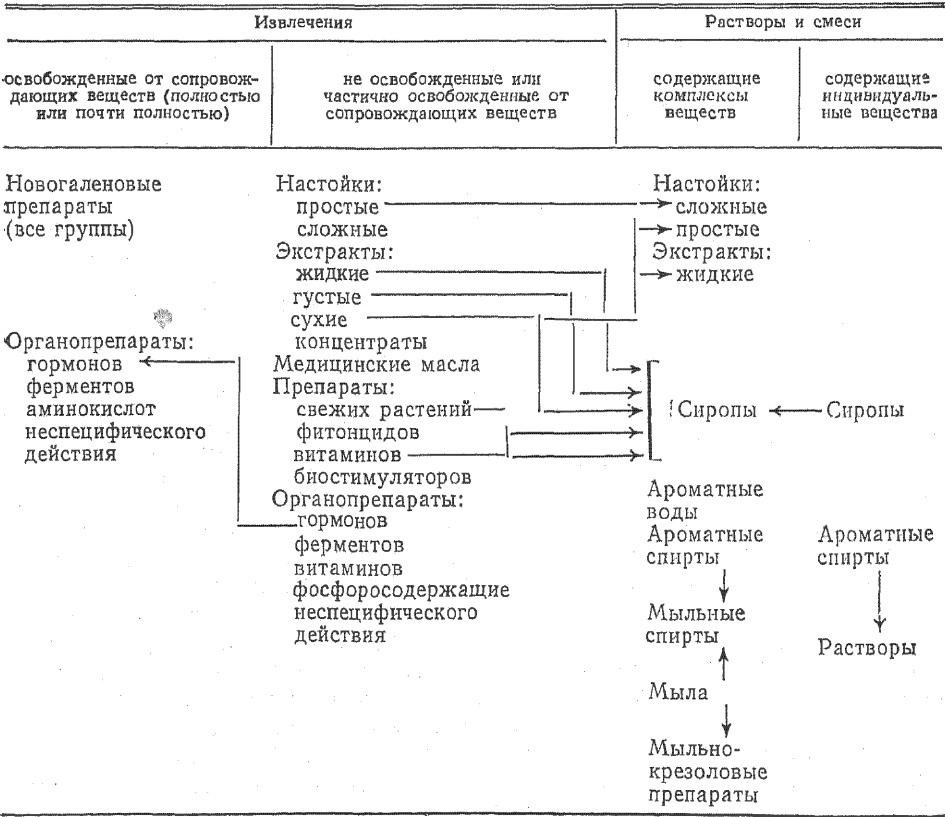 Извлечения
Растворы и смеси
освобожденные от сопровож-
дающих веществ (полностью
или почти полностью)
не освобожденные или
частично освобожденные от
сопровождающих веществ
содержащие
комплексы
веществ
содержащие
индивидуаль-
ные вещества
Новогаленовые
препараты
(все группы)
Органопрепараты:
гормонов
ферментов
аминокислот
неспецифического
действия
Настойки:
простые
сложные
Экстракты:
жидкие
густые
сухие
концентраты
Медицинские масла
Препараты:
свежих растений
фитонцидов
витаминов
биостимуляторов
Органопрепараты:
гормонов
ферментов
витаминов
фосфоросодержащие
неспецифического
действия
Настойки:
сложные
простые
Экстракты:
жидкие
Сиропы
Ароматные
воды
Ароматные
спирты
Мыльные
спирты
Мыла
Мыльно-
крезоловые
препараты
Сиропы
Ароматные
спирты
Растворы